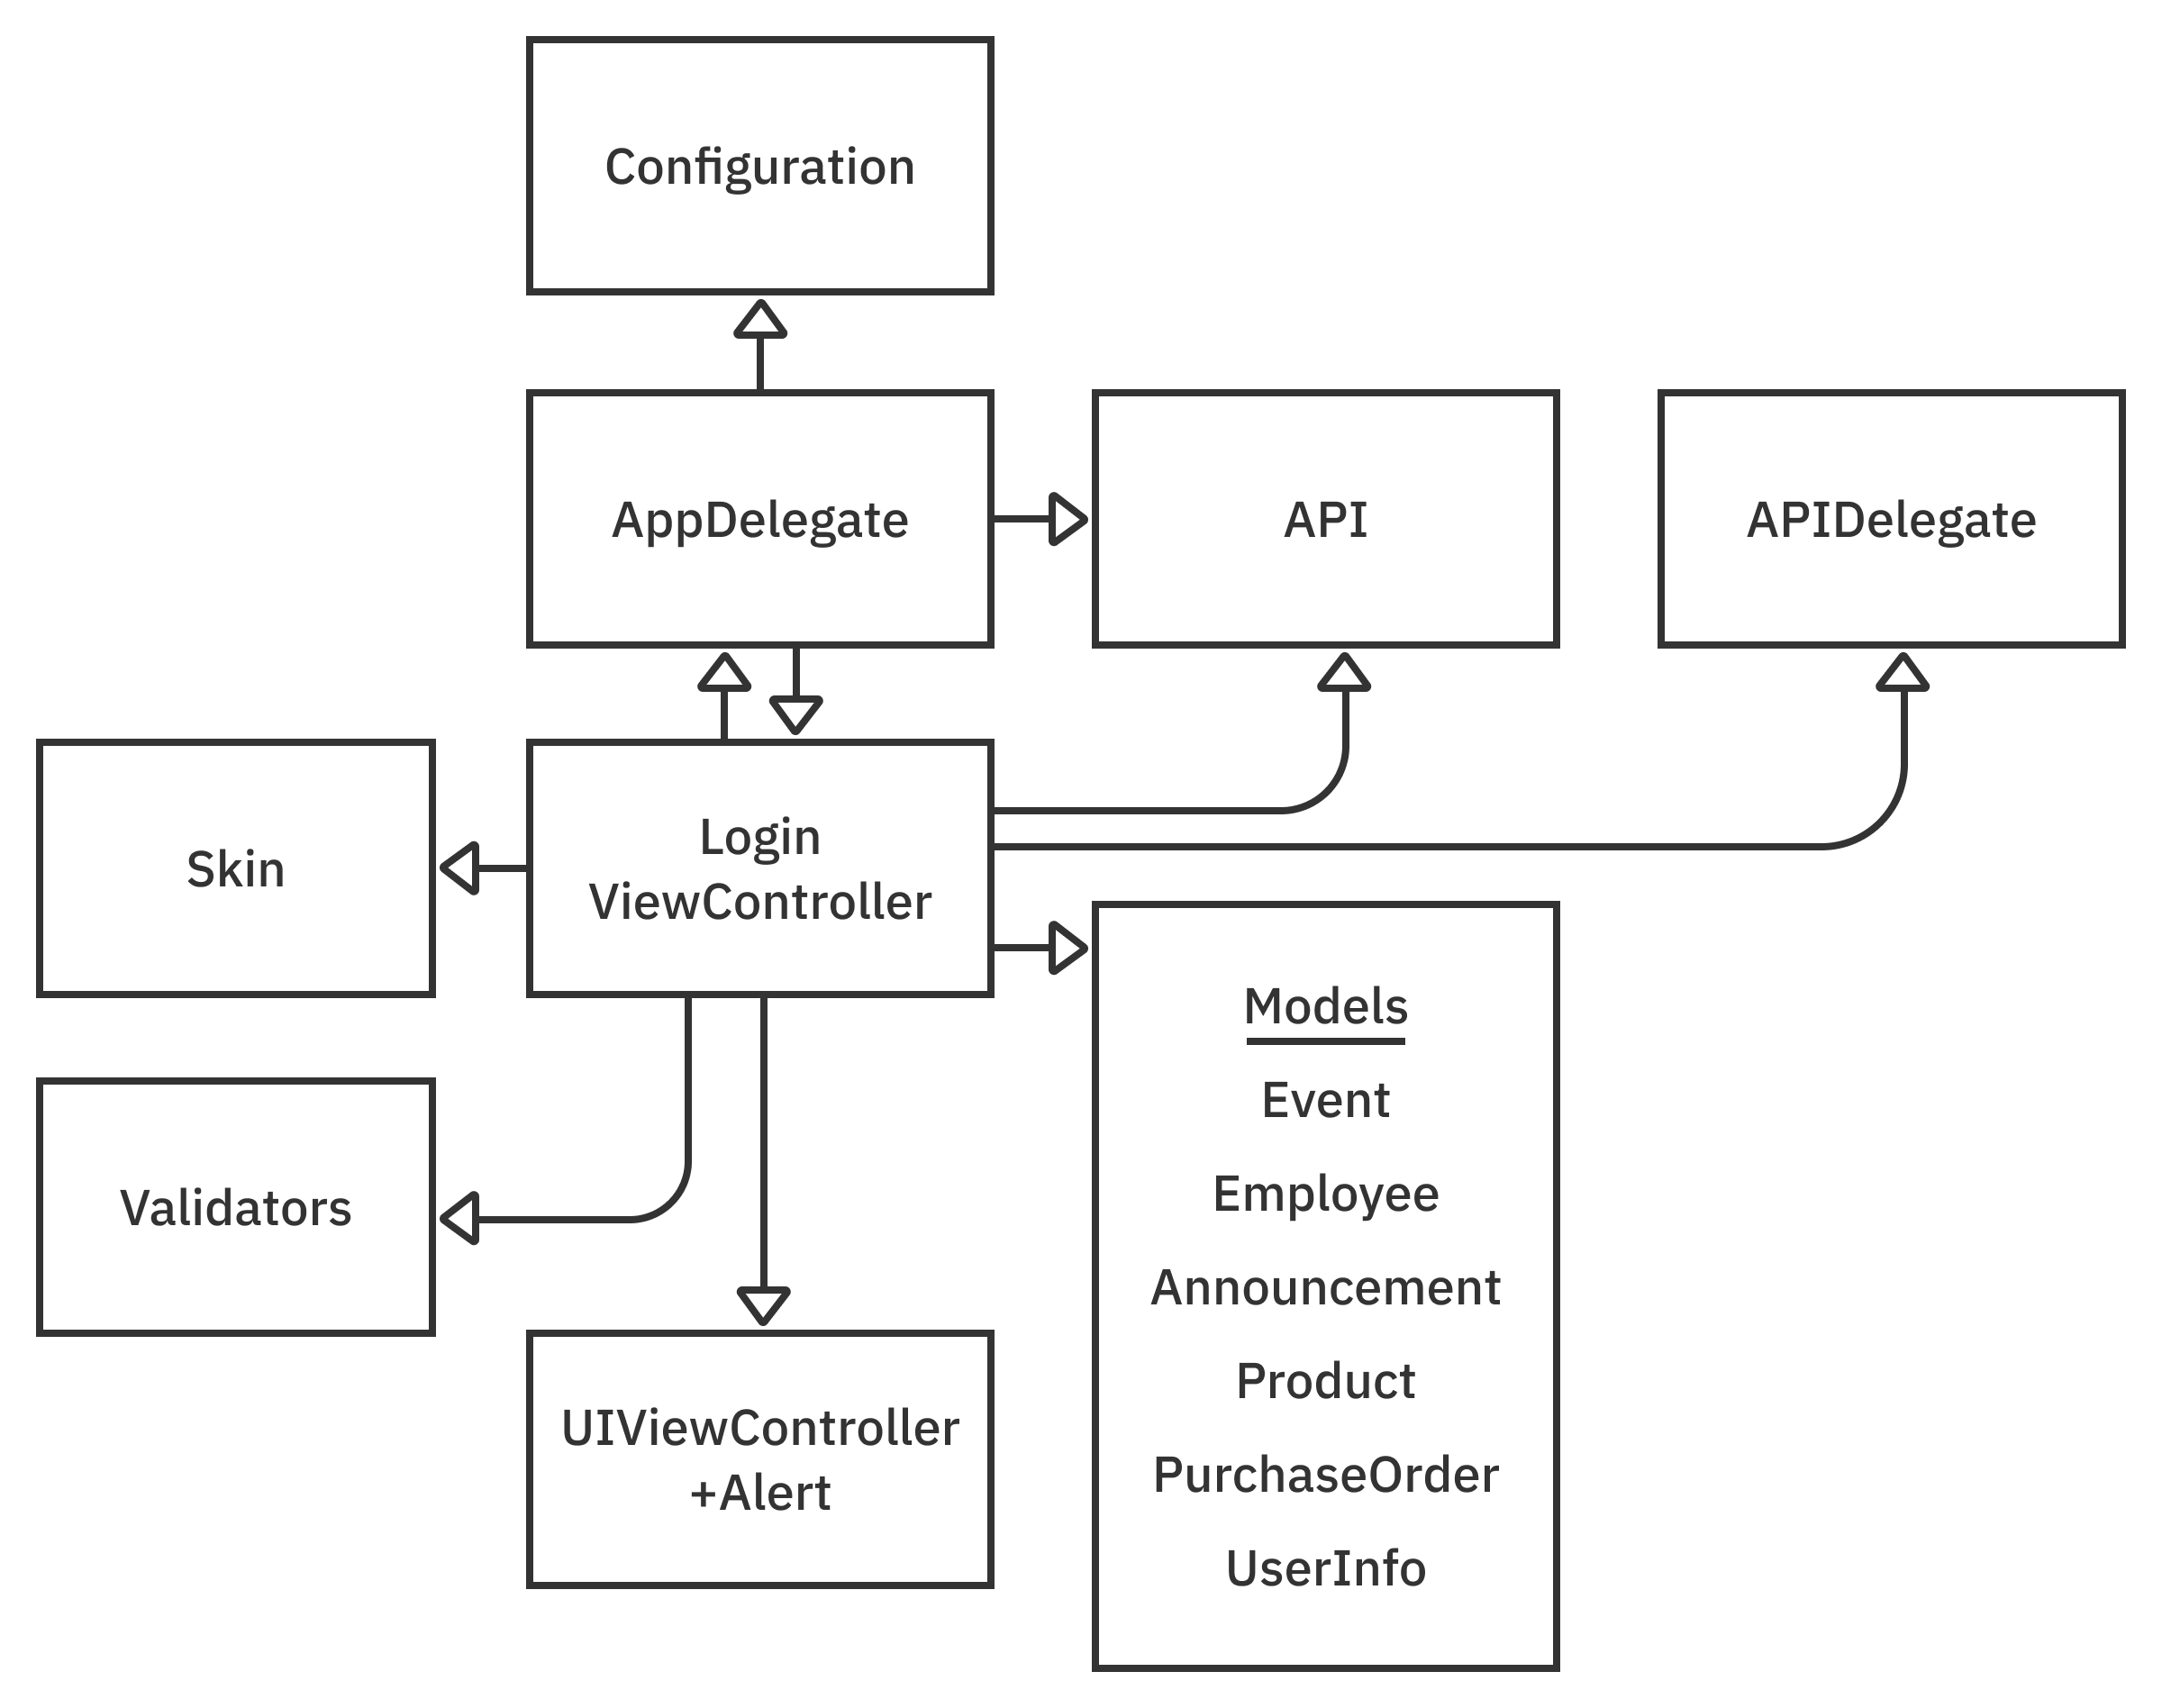 Configuration
AppDelegate
API
APIDelegate
Skin
Login
ViewController
Models
Event
Employee
Announcement
Product
PurchaseOrder
UserInfo
Validators
UIViewController
+Alert